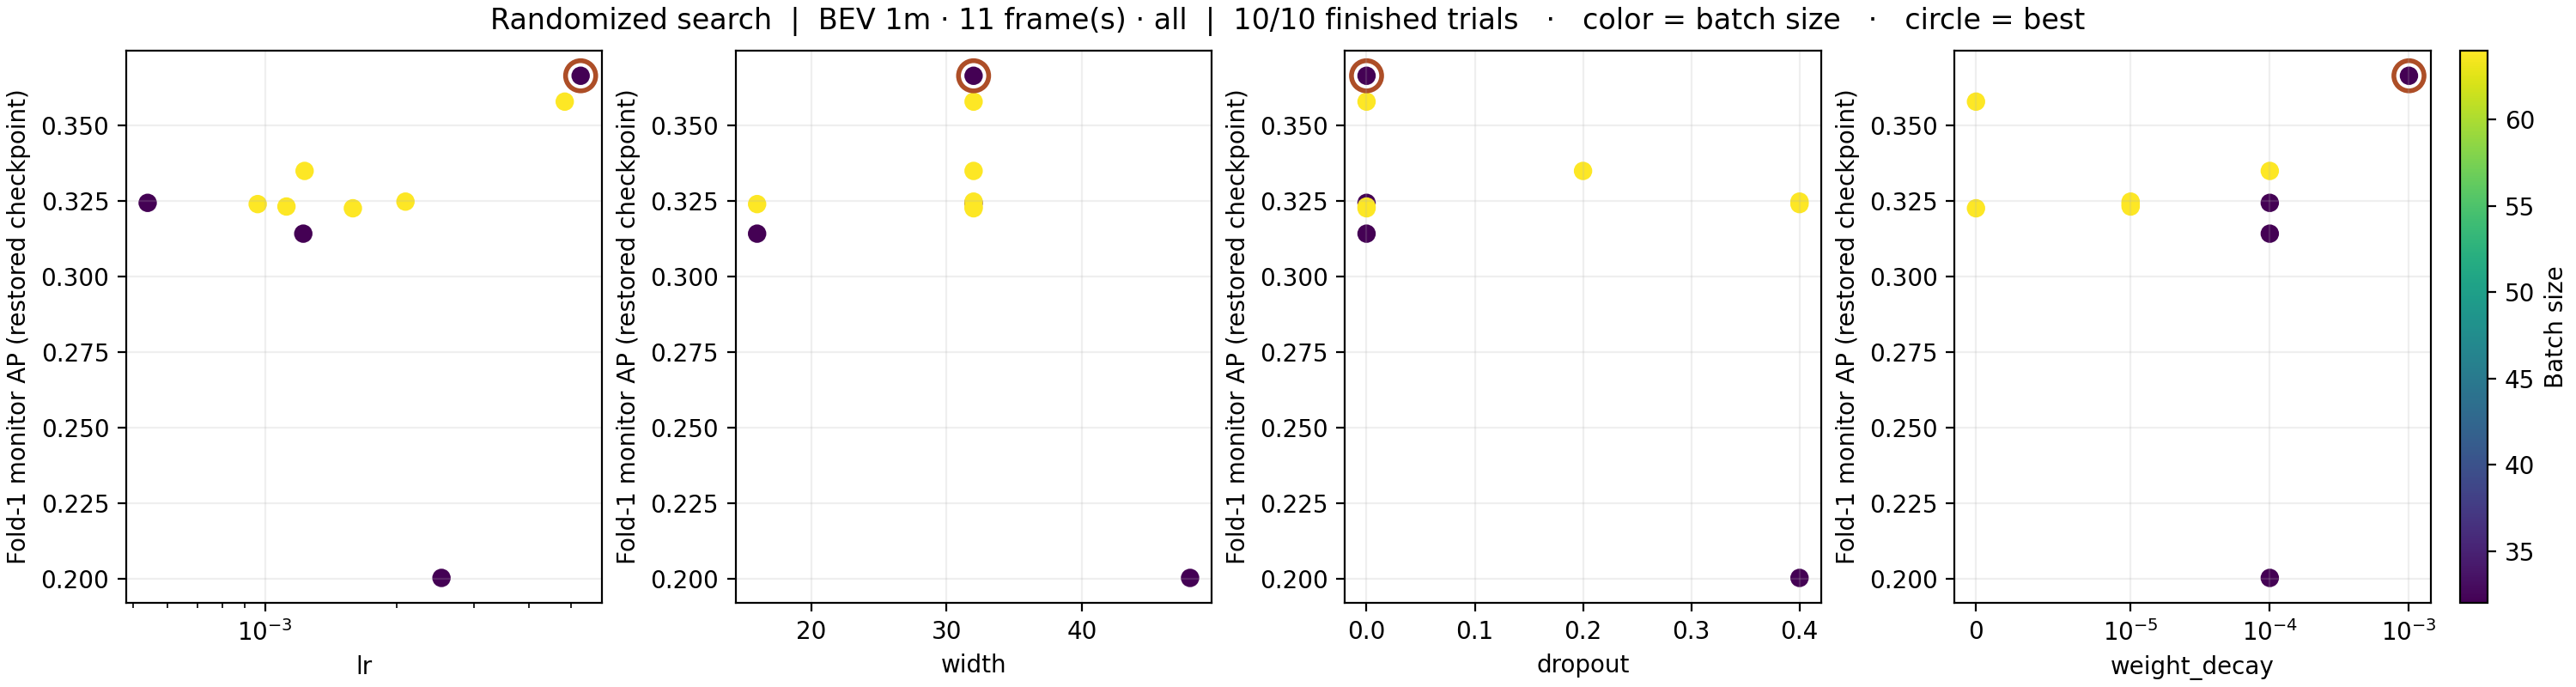 Randomized search | BEV 1m · 11 frame(s) · all | 10/10 finished trials · color = batch size · circle = best
Fold-1 monitor AP (restored checkpoint)
0.350
0.325
0.300
0.275
0.250
0.225
0.200
10⁻³
lr
Fold-1 monitor AP (restored checkpoint)
0.350
0.325
0.300
0.275
0.250
0.225
0.200
20 30 40
width
Fold-1 monitor AP (restored checkpoint)
0.350
0.325
0.300
0.275
0.250
0.225
0.200
0.0 0.1 0.2 0.3 0.4
dropout
Fold-1 monitor AP (restored checkpoint)
0.350
0.325
0.300
0.275
0.250
0.225
0.200
0 10⁻⁵ 10⁻⁴ 10⁻³
weight_decay
60
55
50
45
40
35
Batch size